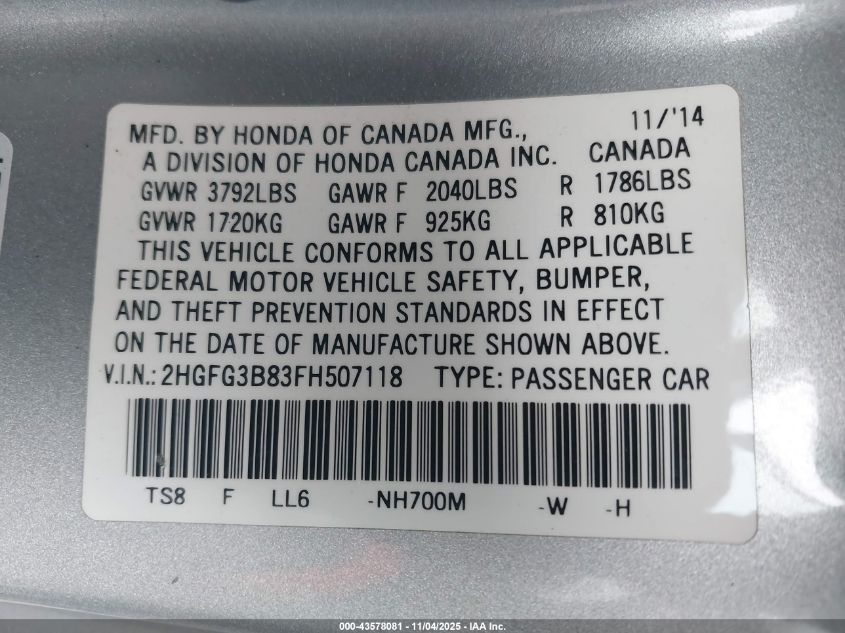 11/'14
MFD. BY HONDA OF CANADA MFG.,
A DIVISION OF HONDA CANADA INC. CANADA
GVWR 3792LBS GAWR F 2040LBS R 1786LBS
GVWR 1720KG GAWR F 925KG R 810KG
THIS VEHICLE CONFORMS TO ALL APPLICABLE
FEDERAL MOTOR VEHICLE SAFETY, BUMPER,
AND THEFT PREVENTION STANDARDS IN EFFECT
ON THE DATE OF MANUFACTURE SHOWN ABOVE.
V.I.N.: 2HGFG3B83FH507118 TYPE: PASSENGER CAR
TS8 F LL6 -NH700M -W -H
000-43578081 - 11/04/2025 - IAA Inc.